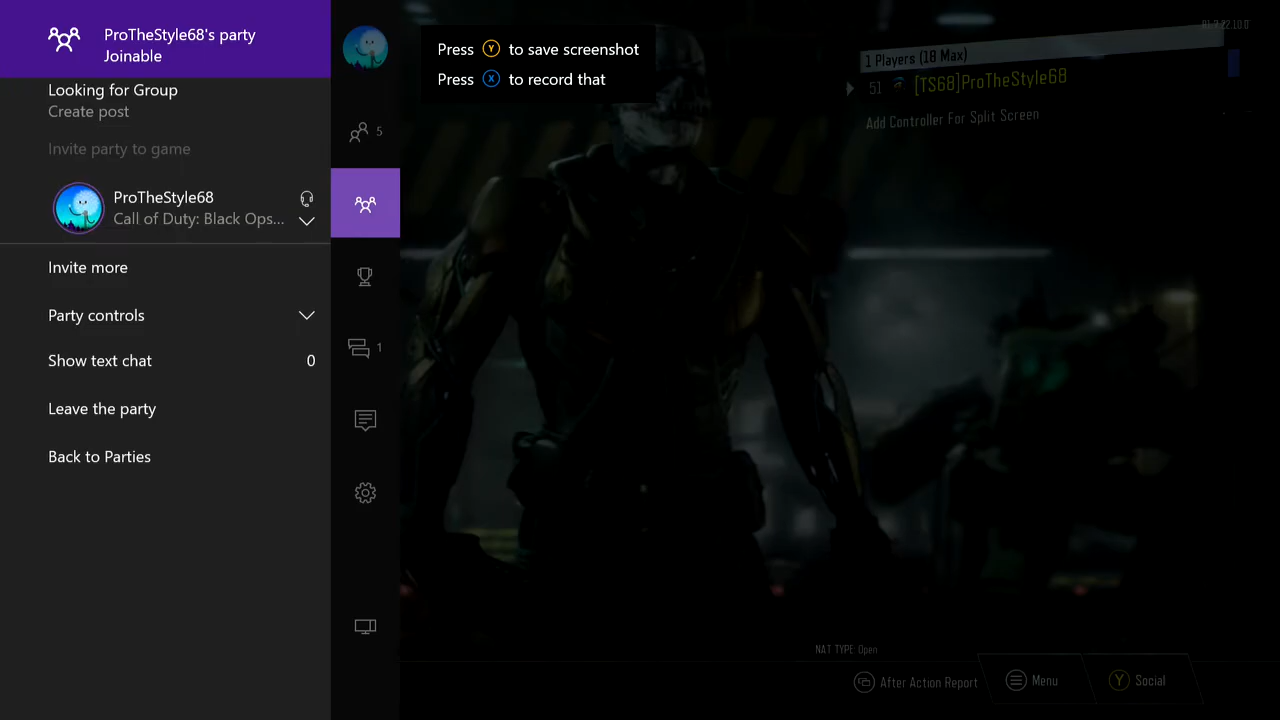 ProTheStyle68's party
Joinable
Looking for Group
Create post
Invite party to game
ProTheStyle68
Call of Duty: Black Ops...
Invite more
Party controls
Show text chat 0
Leave the party
Back to Parties
5
1
Press Y to save screenshot
Press X to record that
1 Players (18 Max)
51 [TS68]ProTheStyle68
Add Controller For Split Screen
NAT TYPE: Open
After Action Report
Menu
Y Social